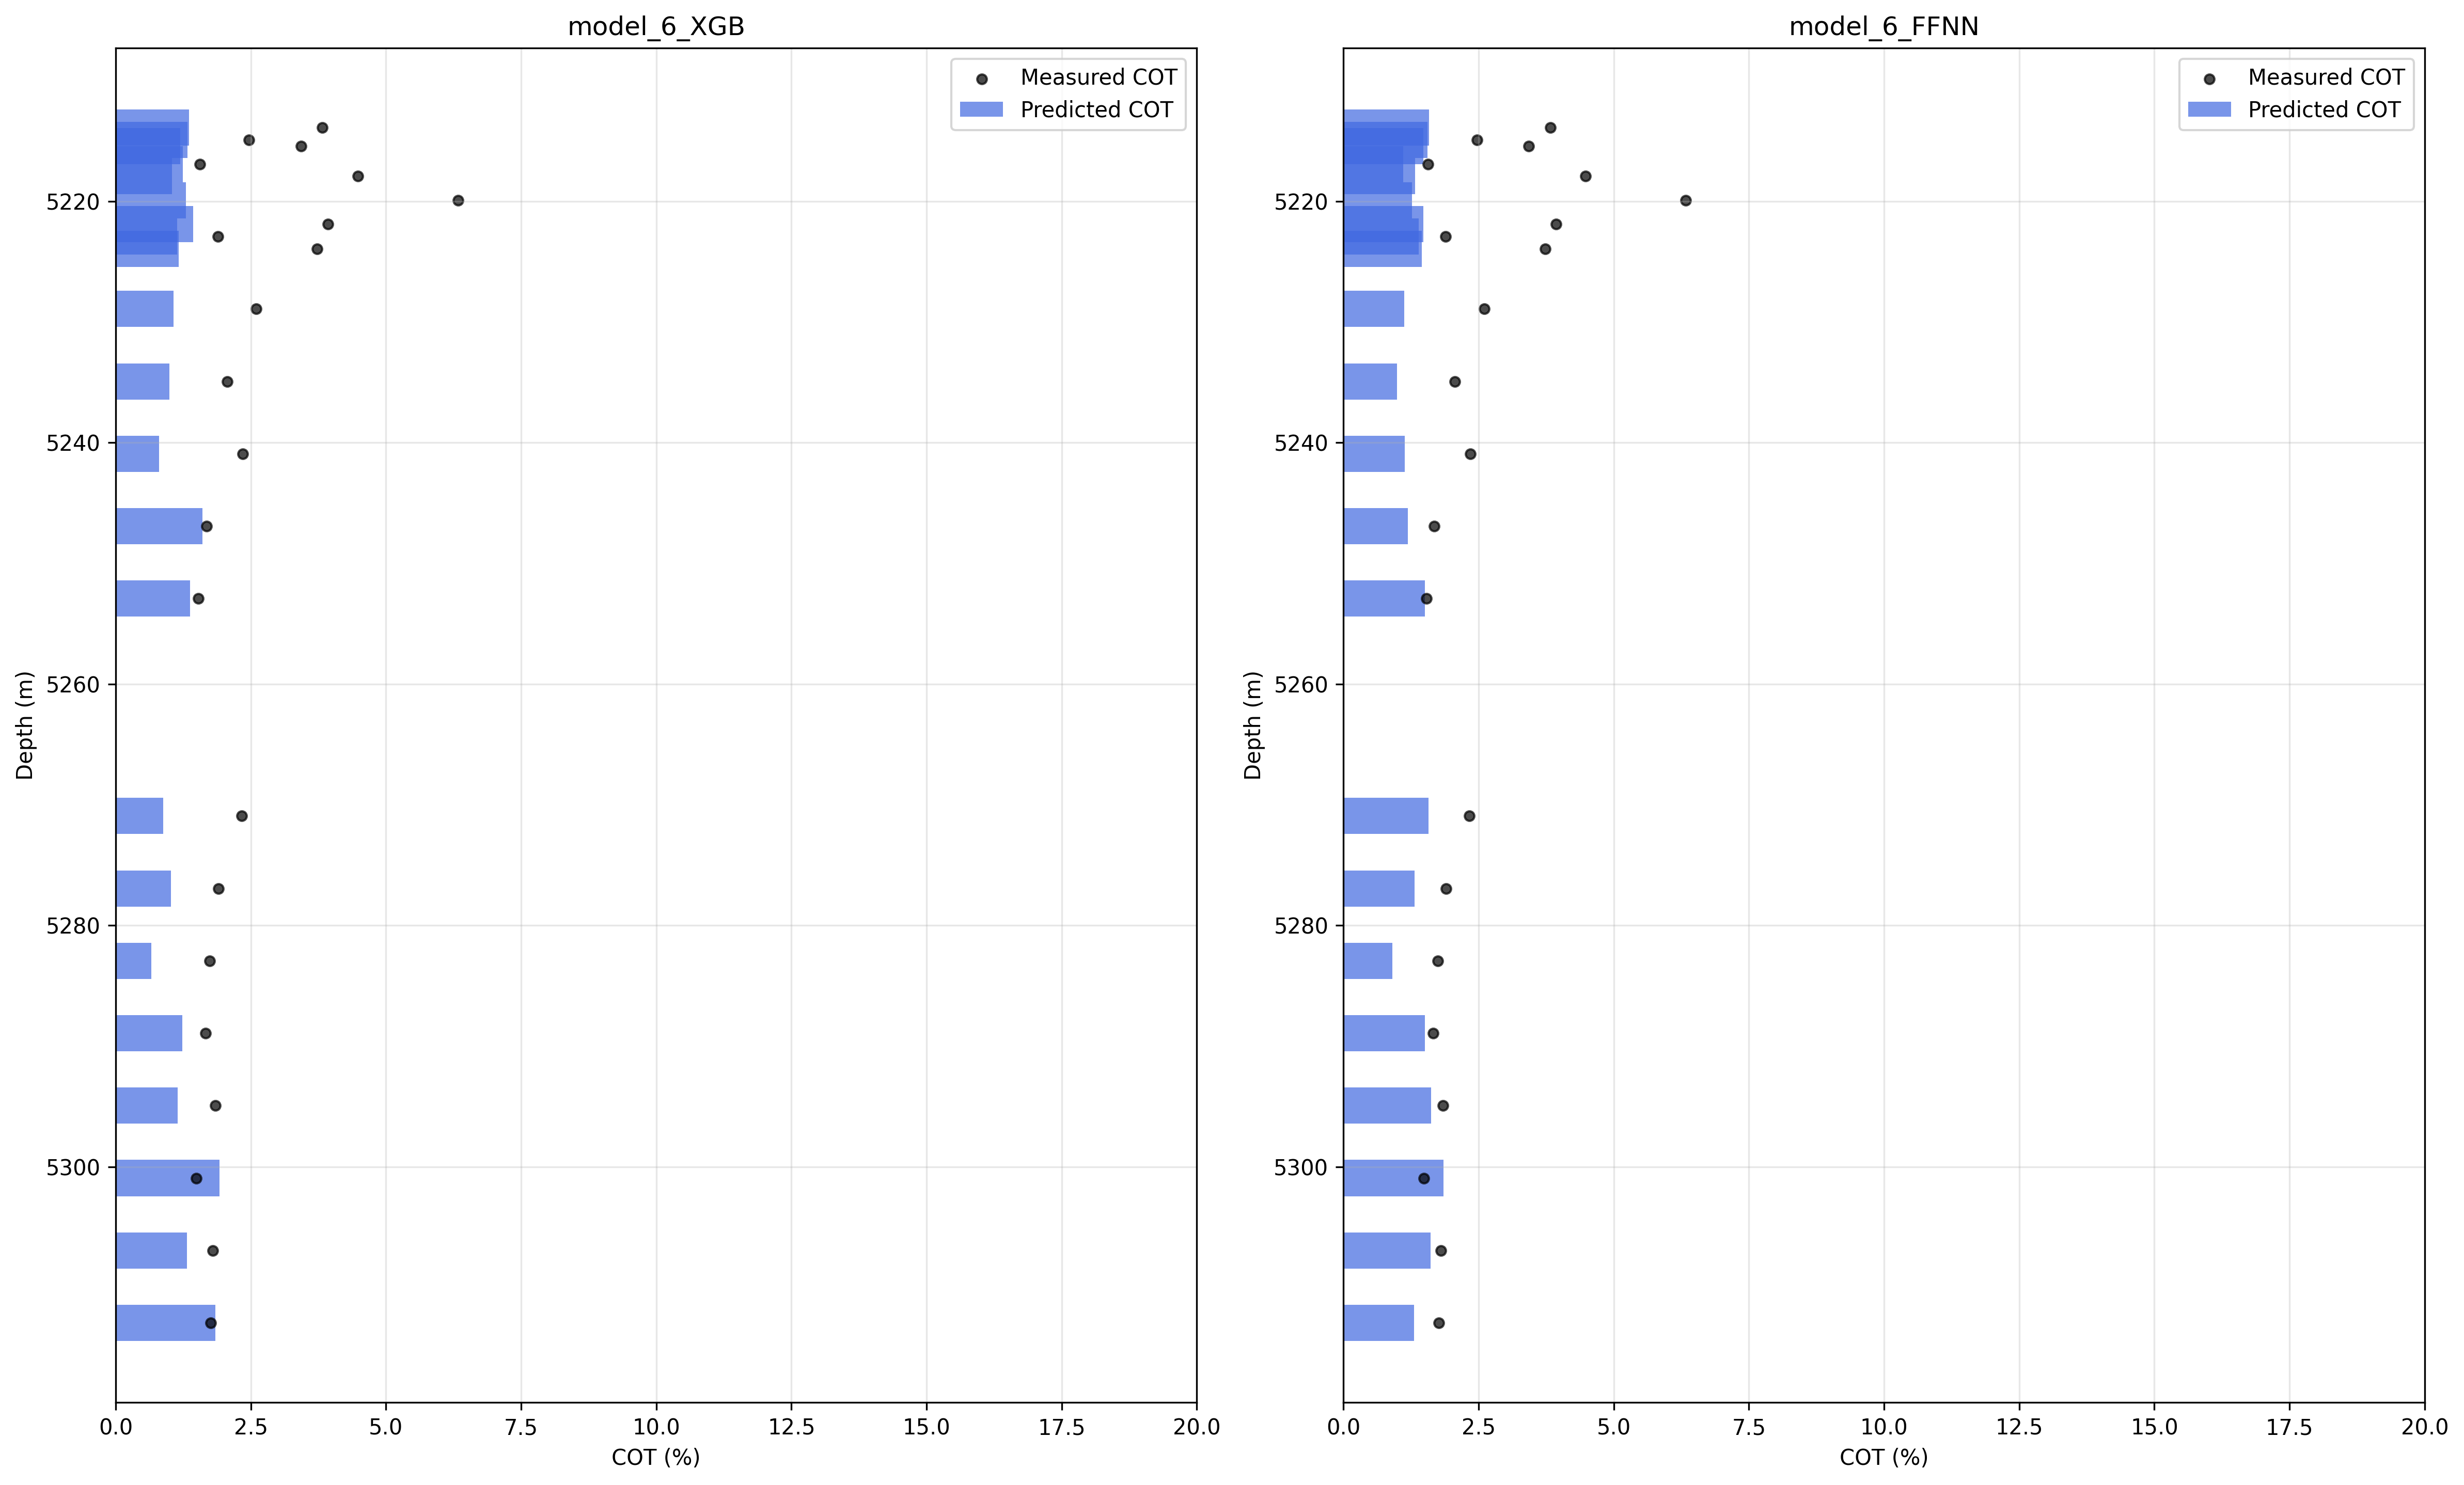 model_6_XGB
Measured COT
Predicted COT
Depth (m)
5220
5240
5260
5280
5300
0.0 2.5 5.0 7.5 10.0 12.5 15.0 17.5 20.0
COT (%)
model_6_FFNN
Measured COT
Predicted COT
Depth (m)
5220
5240
5260
5280
5300
0.0 2.5 5.0 7.5 10.0 12.5 15.0 17.5 20.0
COT (%)